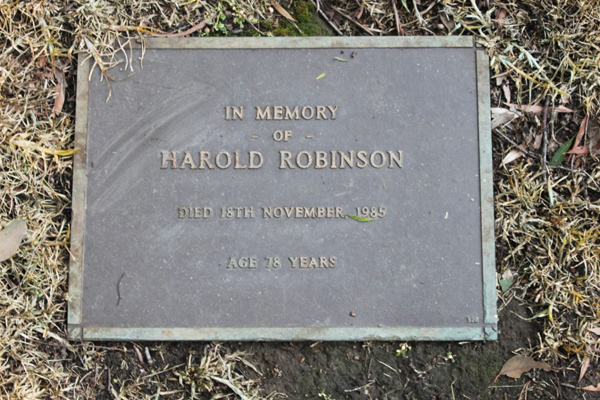 IN MEMORY
- OF -
HAROLD ROBINSON
DIED 18TH NOVEMBER 1985
AGE 78 YEARS